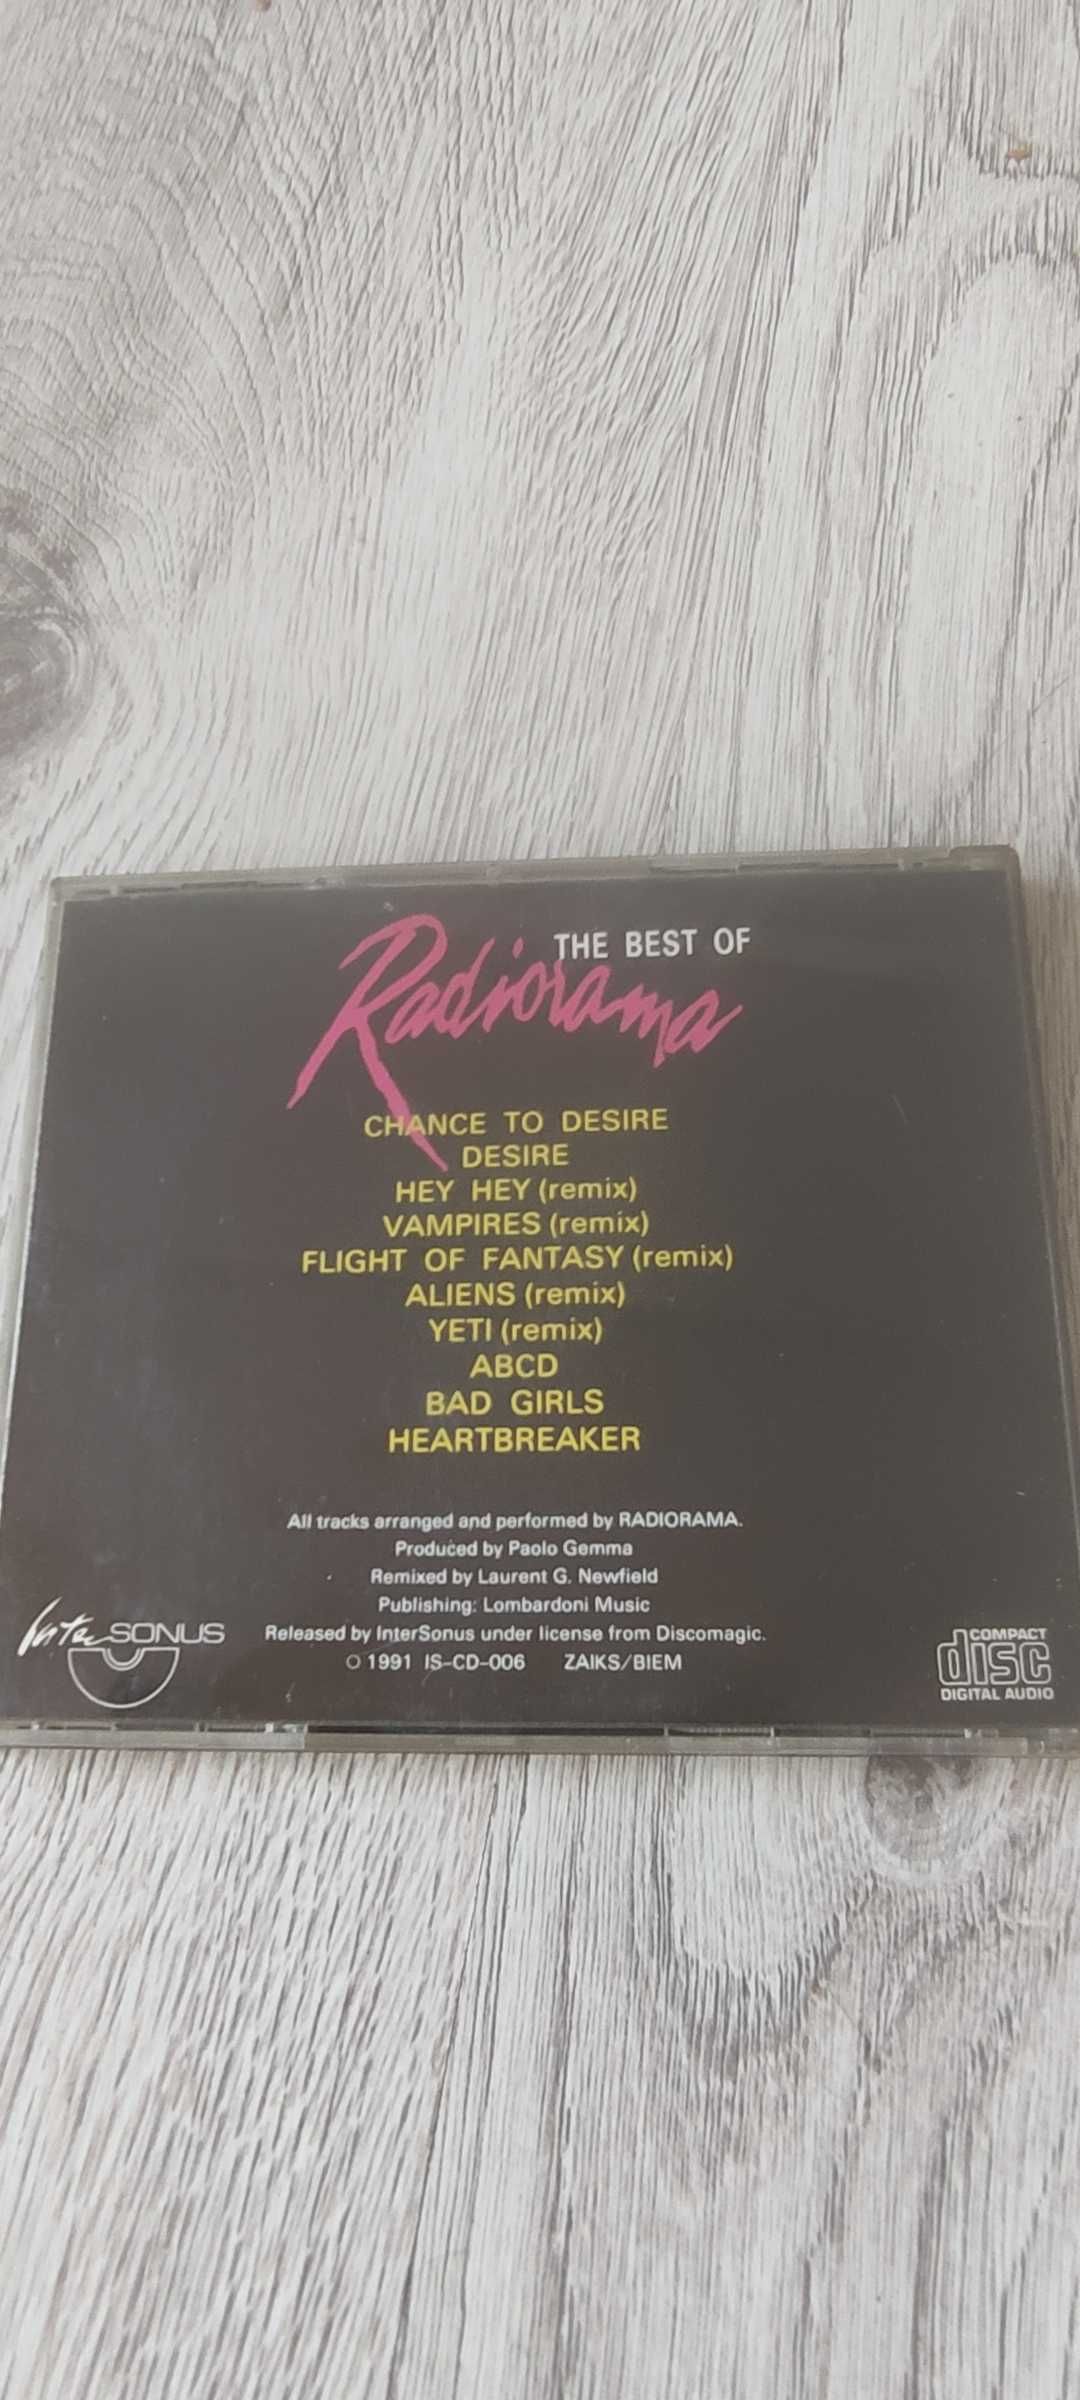 THE BEST OF
Radiorama
CHANCE TO DESIRE
DESIRE
HEY HEY (remix)
VAMPIRES (remix)
FLIGHT OF FANTASY (remix)
ALIENS (remix)
YETI (remix)
ABCD
BAD GIRLS
HEARTBREAKER
All tracks arranged and performed by RADIORAMA.
Produced by Paolo Gemma
Remixed by Laurent G. Newfield
Publishing: Lombardoni Music
Released by InterSonus under license from Discomagic.
℗ 1991 IS-CD-006 ZAIKS/BIEM
InterSONUS
COMPACT
disc
DIGITAL AUDIO